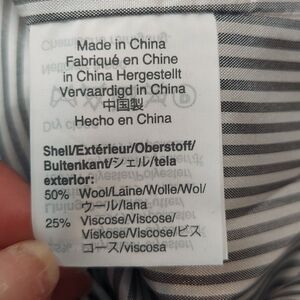 Made in China
Fabriqué en Chine
in China Hergestellt
Vervaardigd in China
中国製
Hecho en China
Shell/Extérieur/Oberstoff/
Buitenkant/シェル/tela
exterior:
50% Wool/Laine/Wolle/Wol/
ウール/lana
25% Viscose/Viscose/
Viskose/Viscose/ビス
コース/viscosa